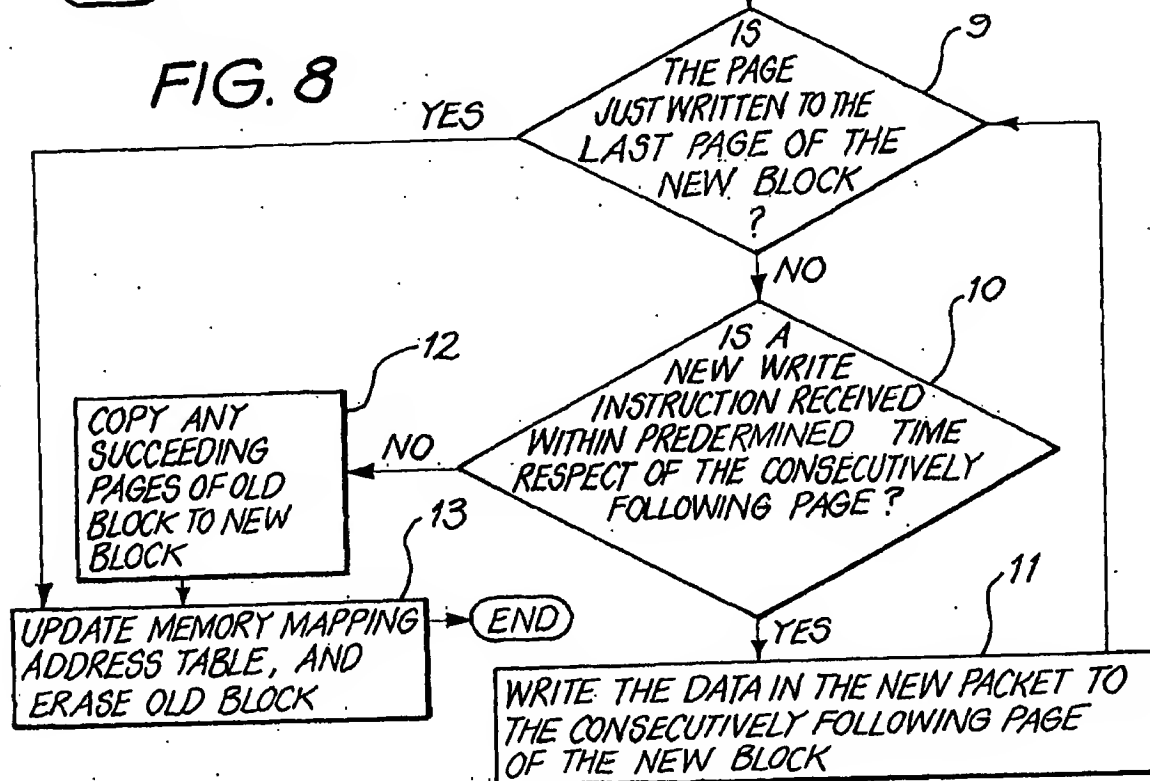 FIG. 8
9
IS
THE PAGE
JUST WRITTEN TO THE
LAST PAGE OF THE
NEW BLOCK
?
YES
NO
10
IS A
NEW WRITE
INSTRUCTION RECEIVED
WITHIN PREDERMINED TIME
RESPECT OF THE CONSECUTIVELY
FOLLOWING PAGE ?
NO
12
COPY ANY
SUCCEEDING
PAGES OF OLD
BLOCK TO NEW
BLOCK
13
UPDATE MEMORY MAPPING
ADDRESS TABLE, AND
ERASE OLD BLOCK
END
YES
11
WRITE THE DATA IN THE NEW PACKET TO
THE CONSECUTIVELY FOLLOWING PAGE
OF THE NEW BLOCK